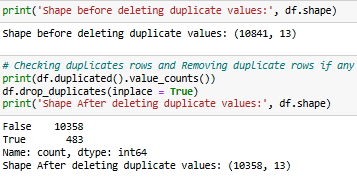 print('Shape before deleting duplicate values:', df.shape)
Shape before deleting duplicate values: (10841, 13)
# Checking duplicates rows and Removing duplicate rows if any
print(df.duplicated().value_counts())
df.drop_duplicates(inplace = True)
print('Shape After deleting duplicate values:', df.shape)
False    10358
True       483
Name: count, dtype: int64
Shape After deleting duplicate values: (10358, 13)